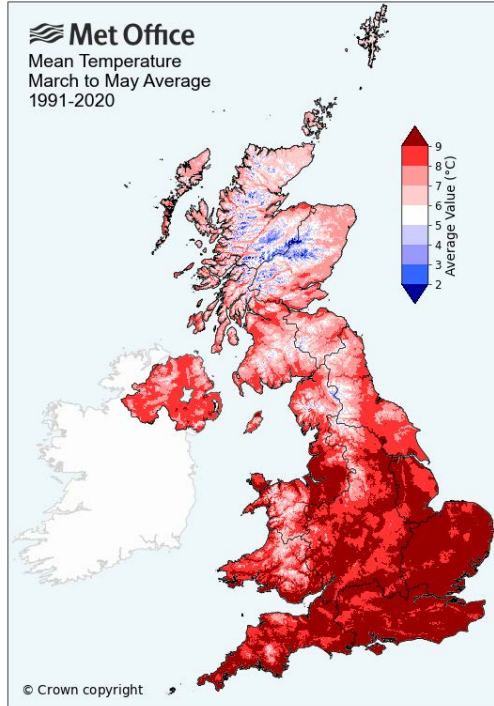 Met Office
Mean Temperature
March to May Average
1991-2020
9
8
7
6
5
4
3
2
Average Value (°C)
© Crown copyright